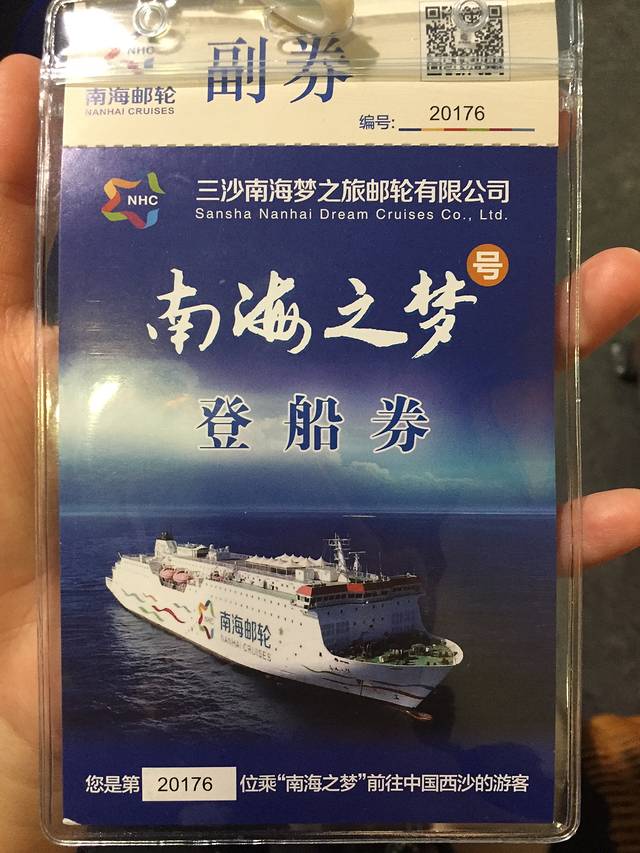 NHC
南海邮轮
NANHAI CRUISES
副券
编号:
20176
NHC
三沙南海梦之旅邮轮有限公司
Sansha Nanhai Dream Cruises Co., Ltd.
南海之梦号
登船券
NHC
南海邮轮
NANHAI CRUISES
您是第 20176 位乘“南海之梦”前往中国西沙的游客